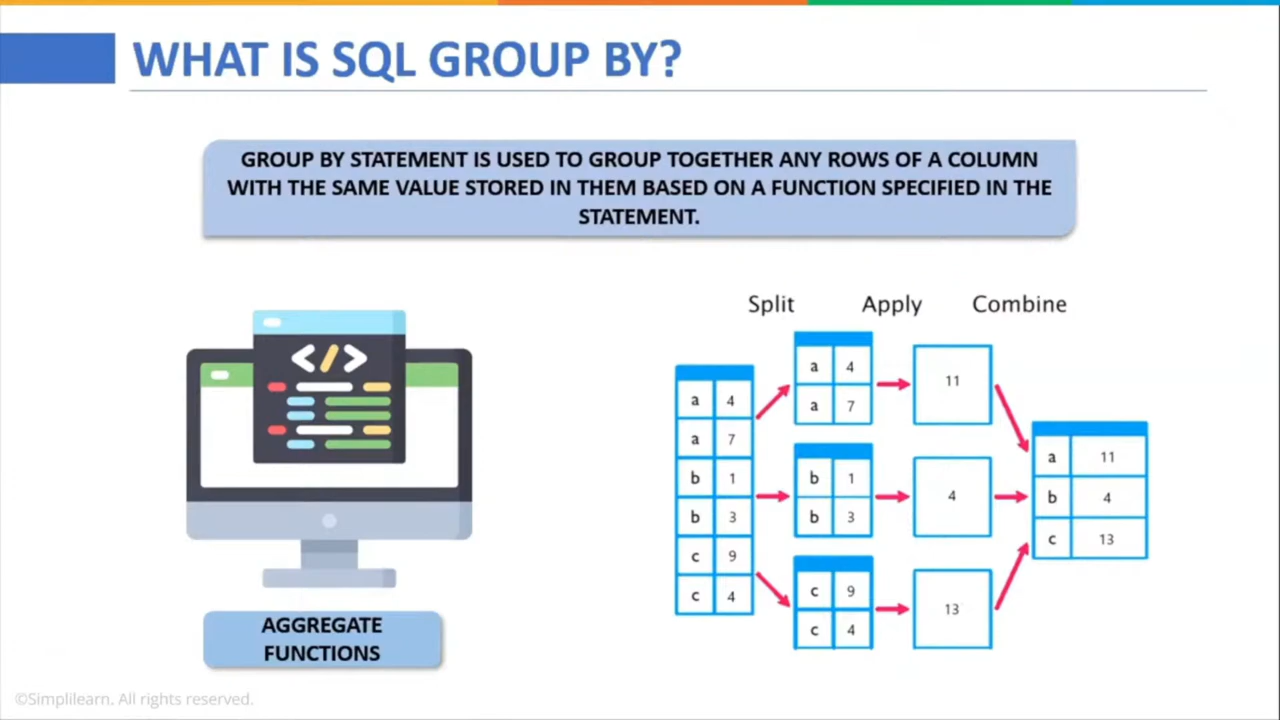 WHAT IS SQL GROUP BY?
GROUP BY STATEMENT IS USED TO GROUP TOGETHER ANY ROWS OF A COLUMN
WITH THE SAME VALUE STORED IN THEM BASED ON A FUNCTION SPECIFIED IN THE
STATEMENT.
</>
AGGREGATE
FUNCTIONS
Split Apply Combine
a 4
a 7
b 1
b 3
c 9
c 4
a 4
a 7
b 1
b 3
c 9
c 4
11
4
13
a 11
b 4
c 13
©Simplilearn. All rights reserved.